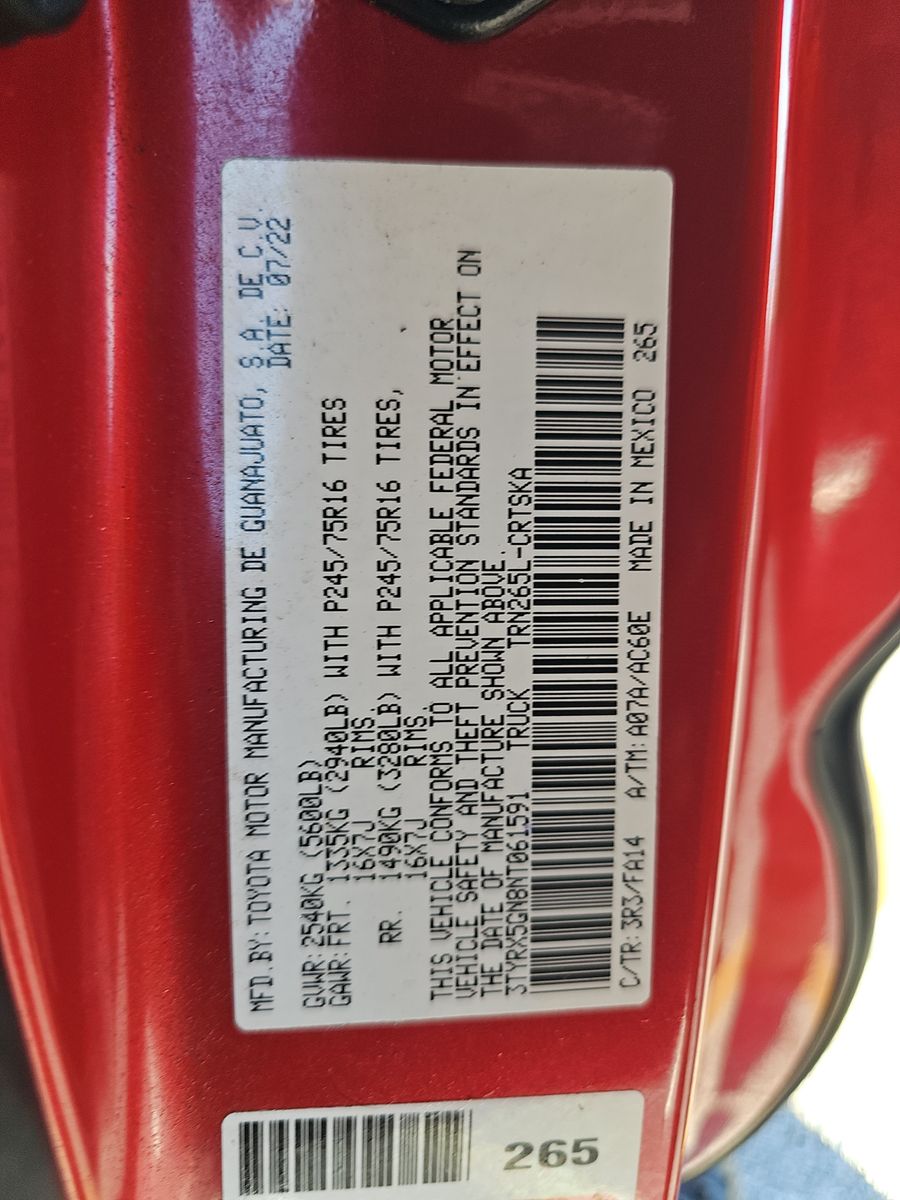 MFD.BY:TOYOTA MOTOR MANUFACTURING DE GUANAJUATO, S.A. DE C.V.
DATE: 07/22
GVWR:2540KG (5600LB)
GAWR:FRT. 1335KG (2940LB) WITH P245/75R16 TIRES
16X7J RIMS,
RR. 1490KG (3280LB) WITH P245/75R16 TIRES,
16X7J RIMS.
THIS VEHICLE CONFORMS TO ALL APPLICABLE FEDERAL MOTOR
VEHICLE SAFETY AND THEFT PREVENTION STANDARDS IN EFFECT ON
THE DATE OF MANUFACTURE SHOWN ABOVE.
3TYRX5GN8NT061591 TRUCK TRN265L-CRTSKA
C/TR:3R3/FA14 A/TM:A07A/AC60E MADE IN MEXICO 265
265